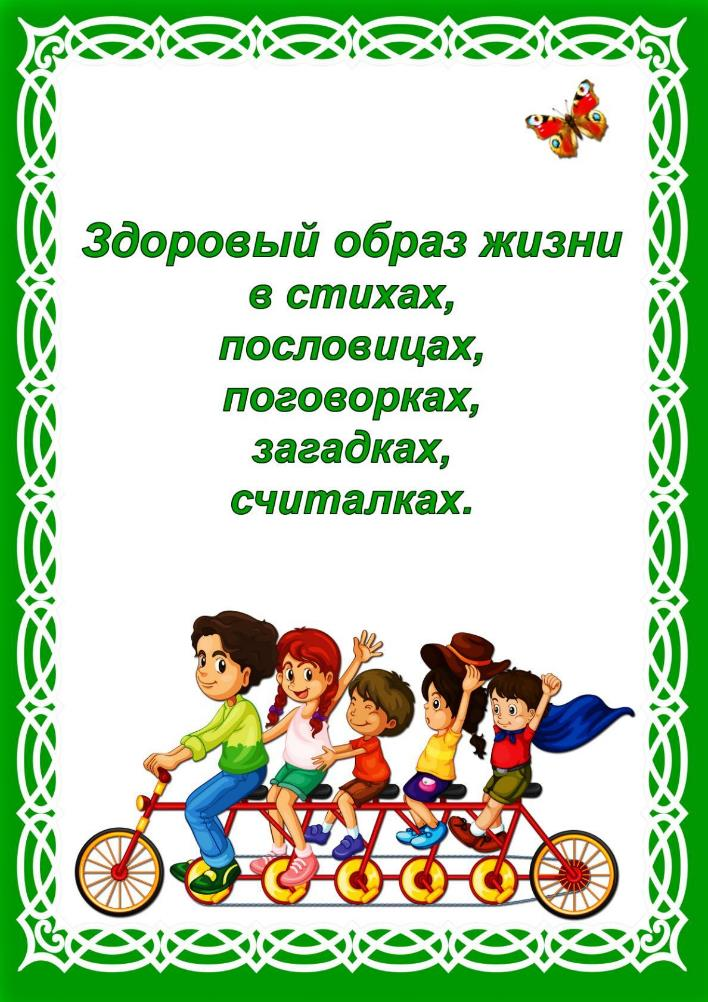 Здоровый образ жизни
в стихах,
пословицах,
поговорках,
загадках,
считалках.